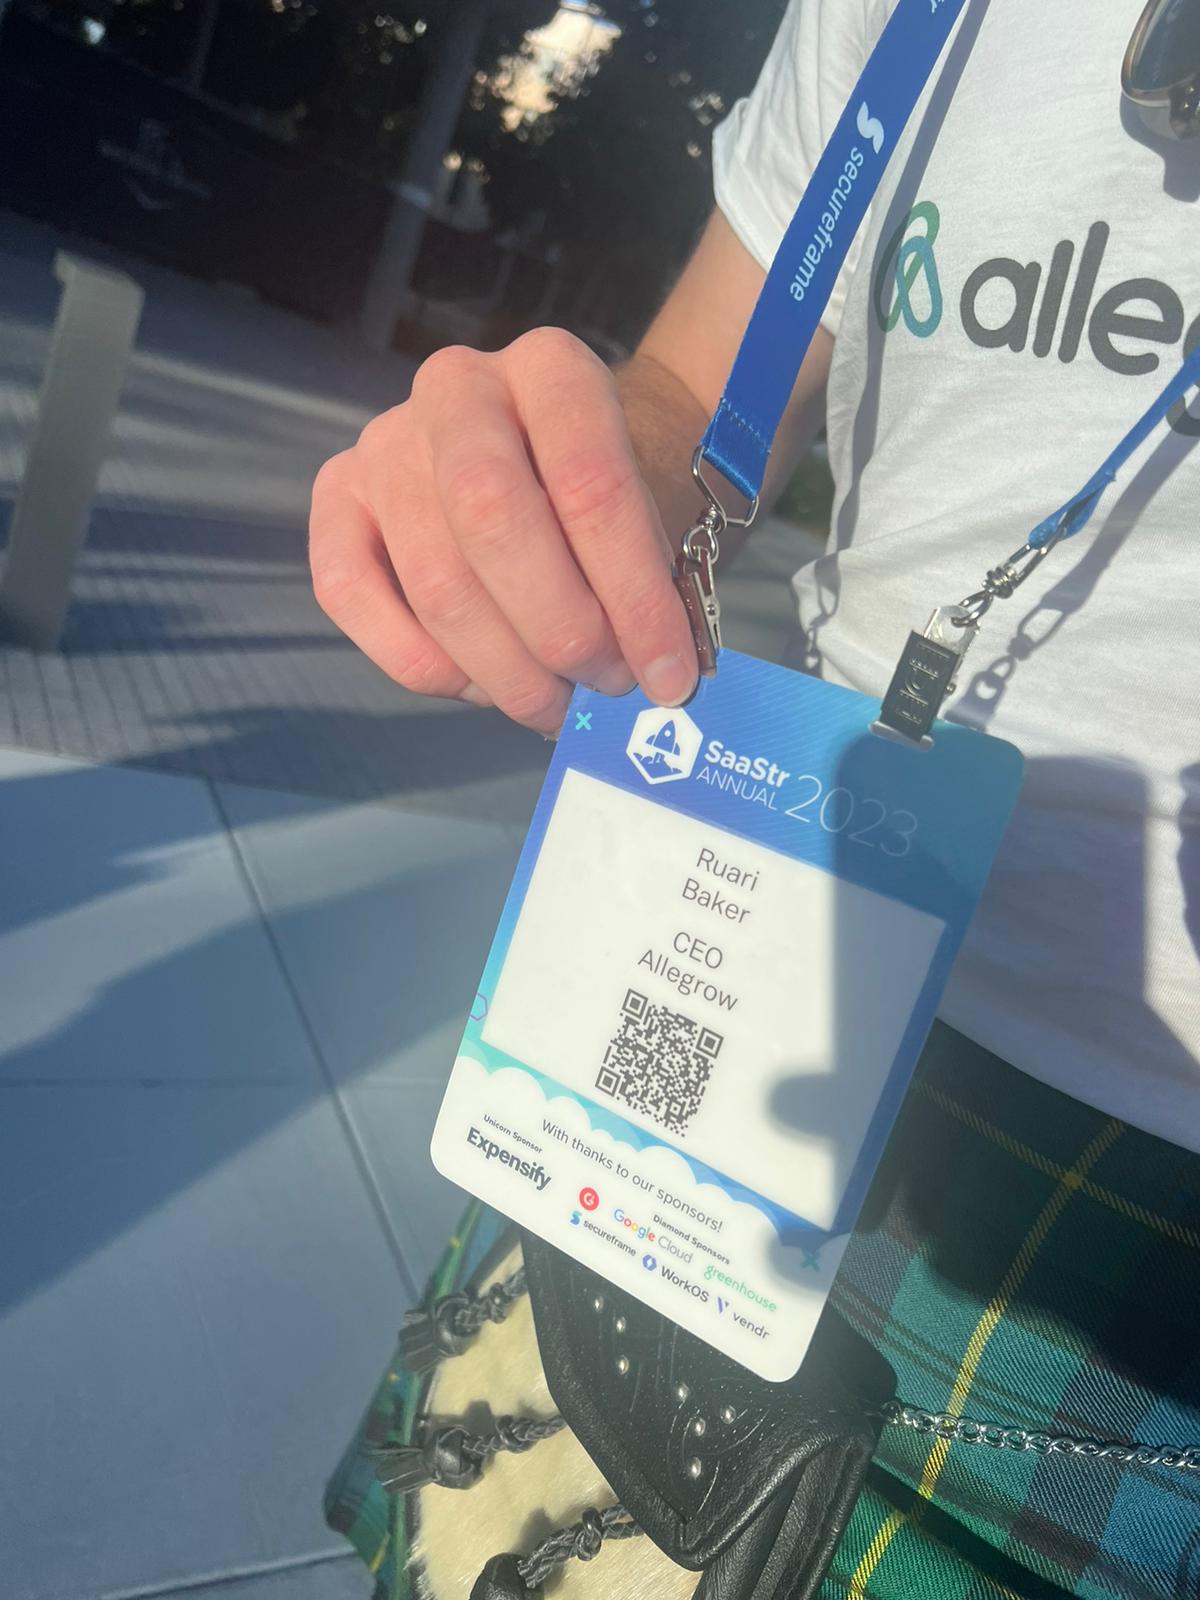 secureframe
alleg
SaaStr
ANNUAL 2023
Ruari
Baker
CEO
Allegrow
With thanks to our sponsors!
Unicorn Sponsor
Expensify
Diamond Sponsors
G2
Google Cloud
greenhouse
secureframe
WorkOS
vendr